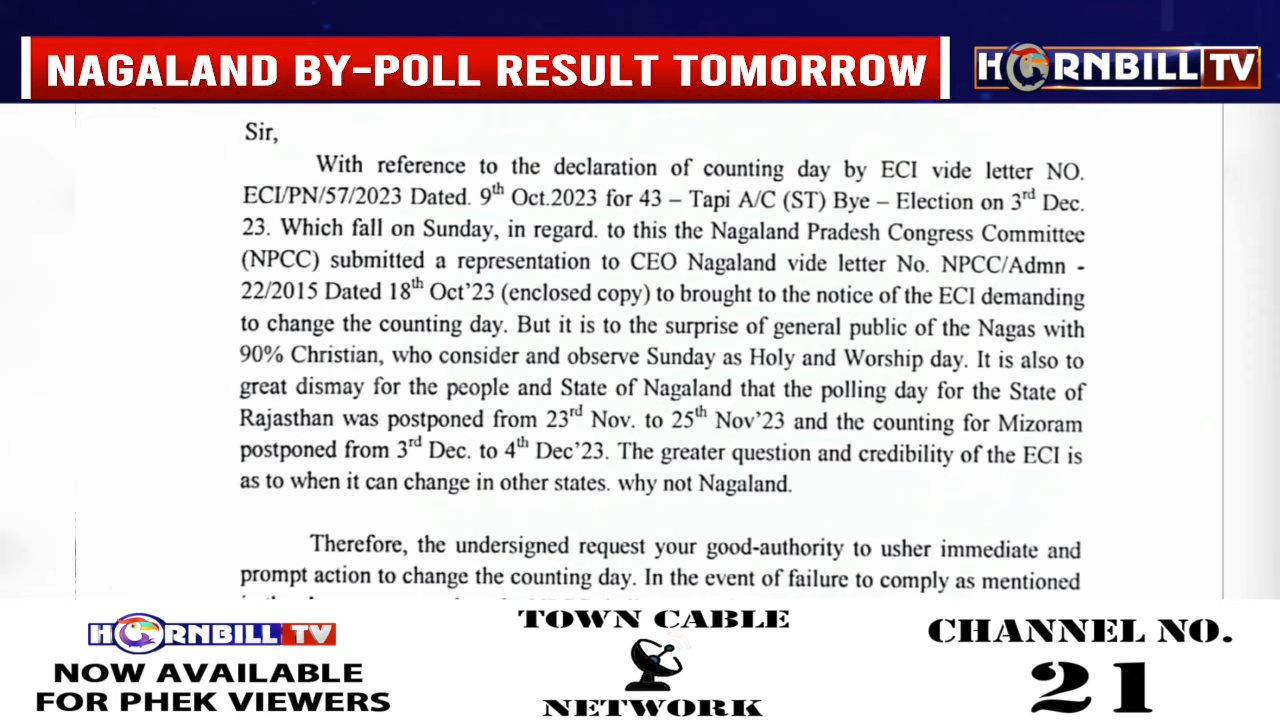 NAGALAND BY-POLL RESULT TOMORROW
HORNBILL TV
Sir,
With reference to the declaration of counting day by ECI vide letter NO.
ECI/PN/57/2023 Dated. 9th Oct.2023 for 43 – Tapi A/C (ST) Bye – Election on 3rd Dec.
23. Which fall on Sunday, in regard. to this the Nagaland Pradesh Congress Committee
(NPCC) submitted a representation to CEO Nagaland vide letter No. NPCC/Admn -
22/2015 Dated 18th Oct’23 (enclosed copy) to brought to the notice of the ECI demanding
to change the counting day. But it is to the surprise of general public of the Nagas with
90% Christian, who consider and observe Sunday as Holy and Worship day. It is also to
great dismay for the people and State of Nagaland that the polling day for the State of
Rajasthan was postponed from 23rd Nov. to 25th Nov’23 and the counting for Mizoram
postponed from 3rd Dec. to 4th Dec’23. The greater question and credibility of the ECI is
as to when it can change in other states. why not Nagaland.
Therefore, the undersigned request your good-authority to usher immediate and
prompt action to change the counting day. In the event of failure to comply as mentioned
HORNBILL TV
NOW AVAILABLE
FOR PHEK VIEWERS
TOWN CABLE
NETWORK
CHANNEL NO.
21